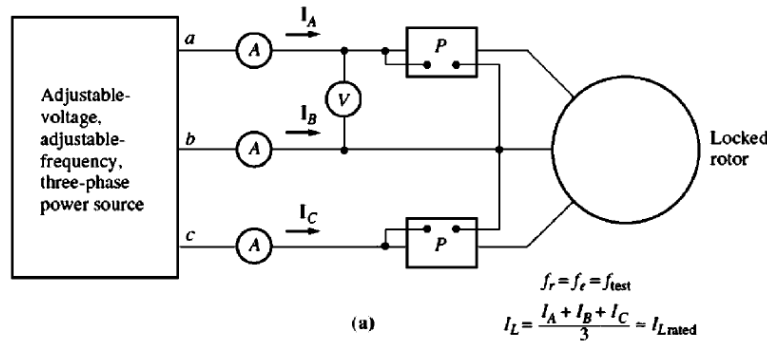 Adjustable-
voltage,
adjustable-
frequency,
three-phase
power source
a
A
I_A
P
V
b
A
I_B
Locked
rotor
c
A
I_C
P
f_r = f_e = f_test
(a)
I_L = (I_A + I_B + I_C) / 3 ≈ I_L rated